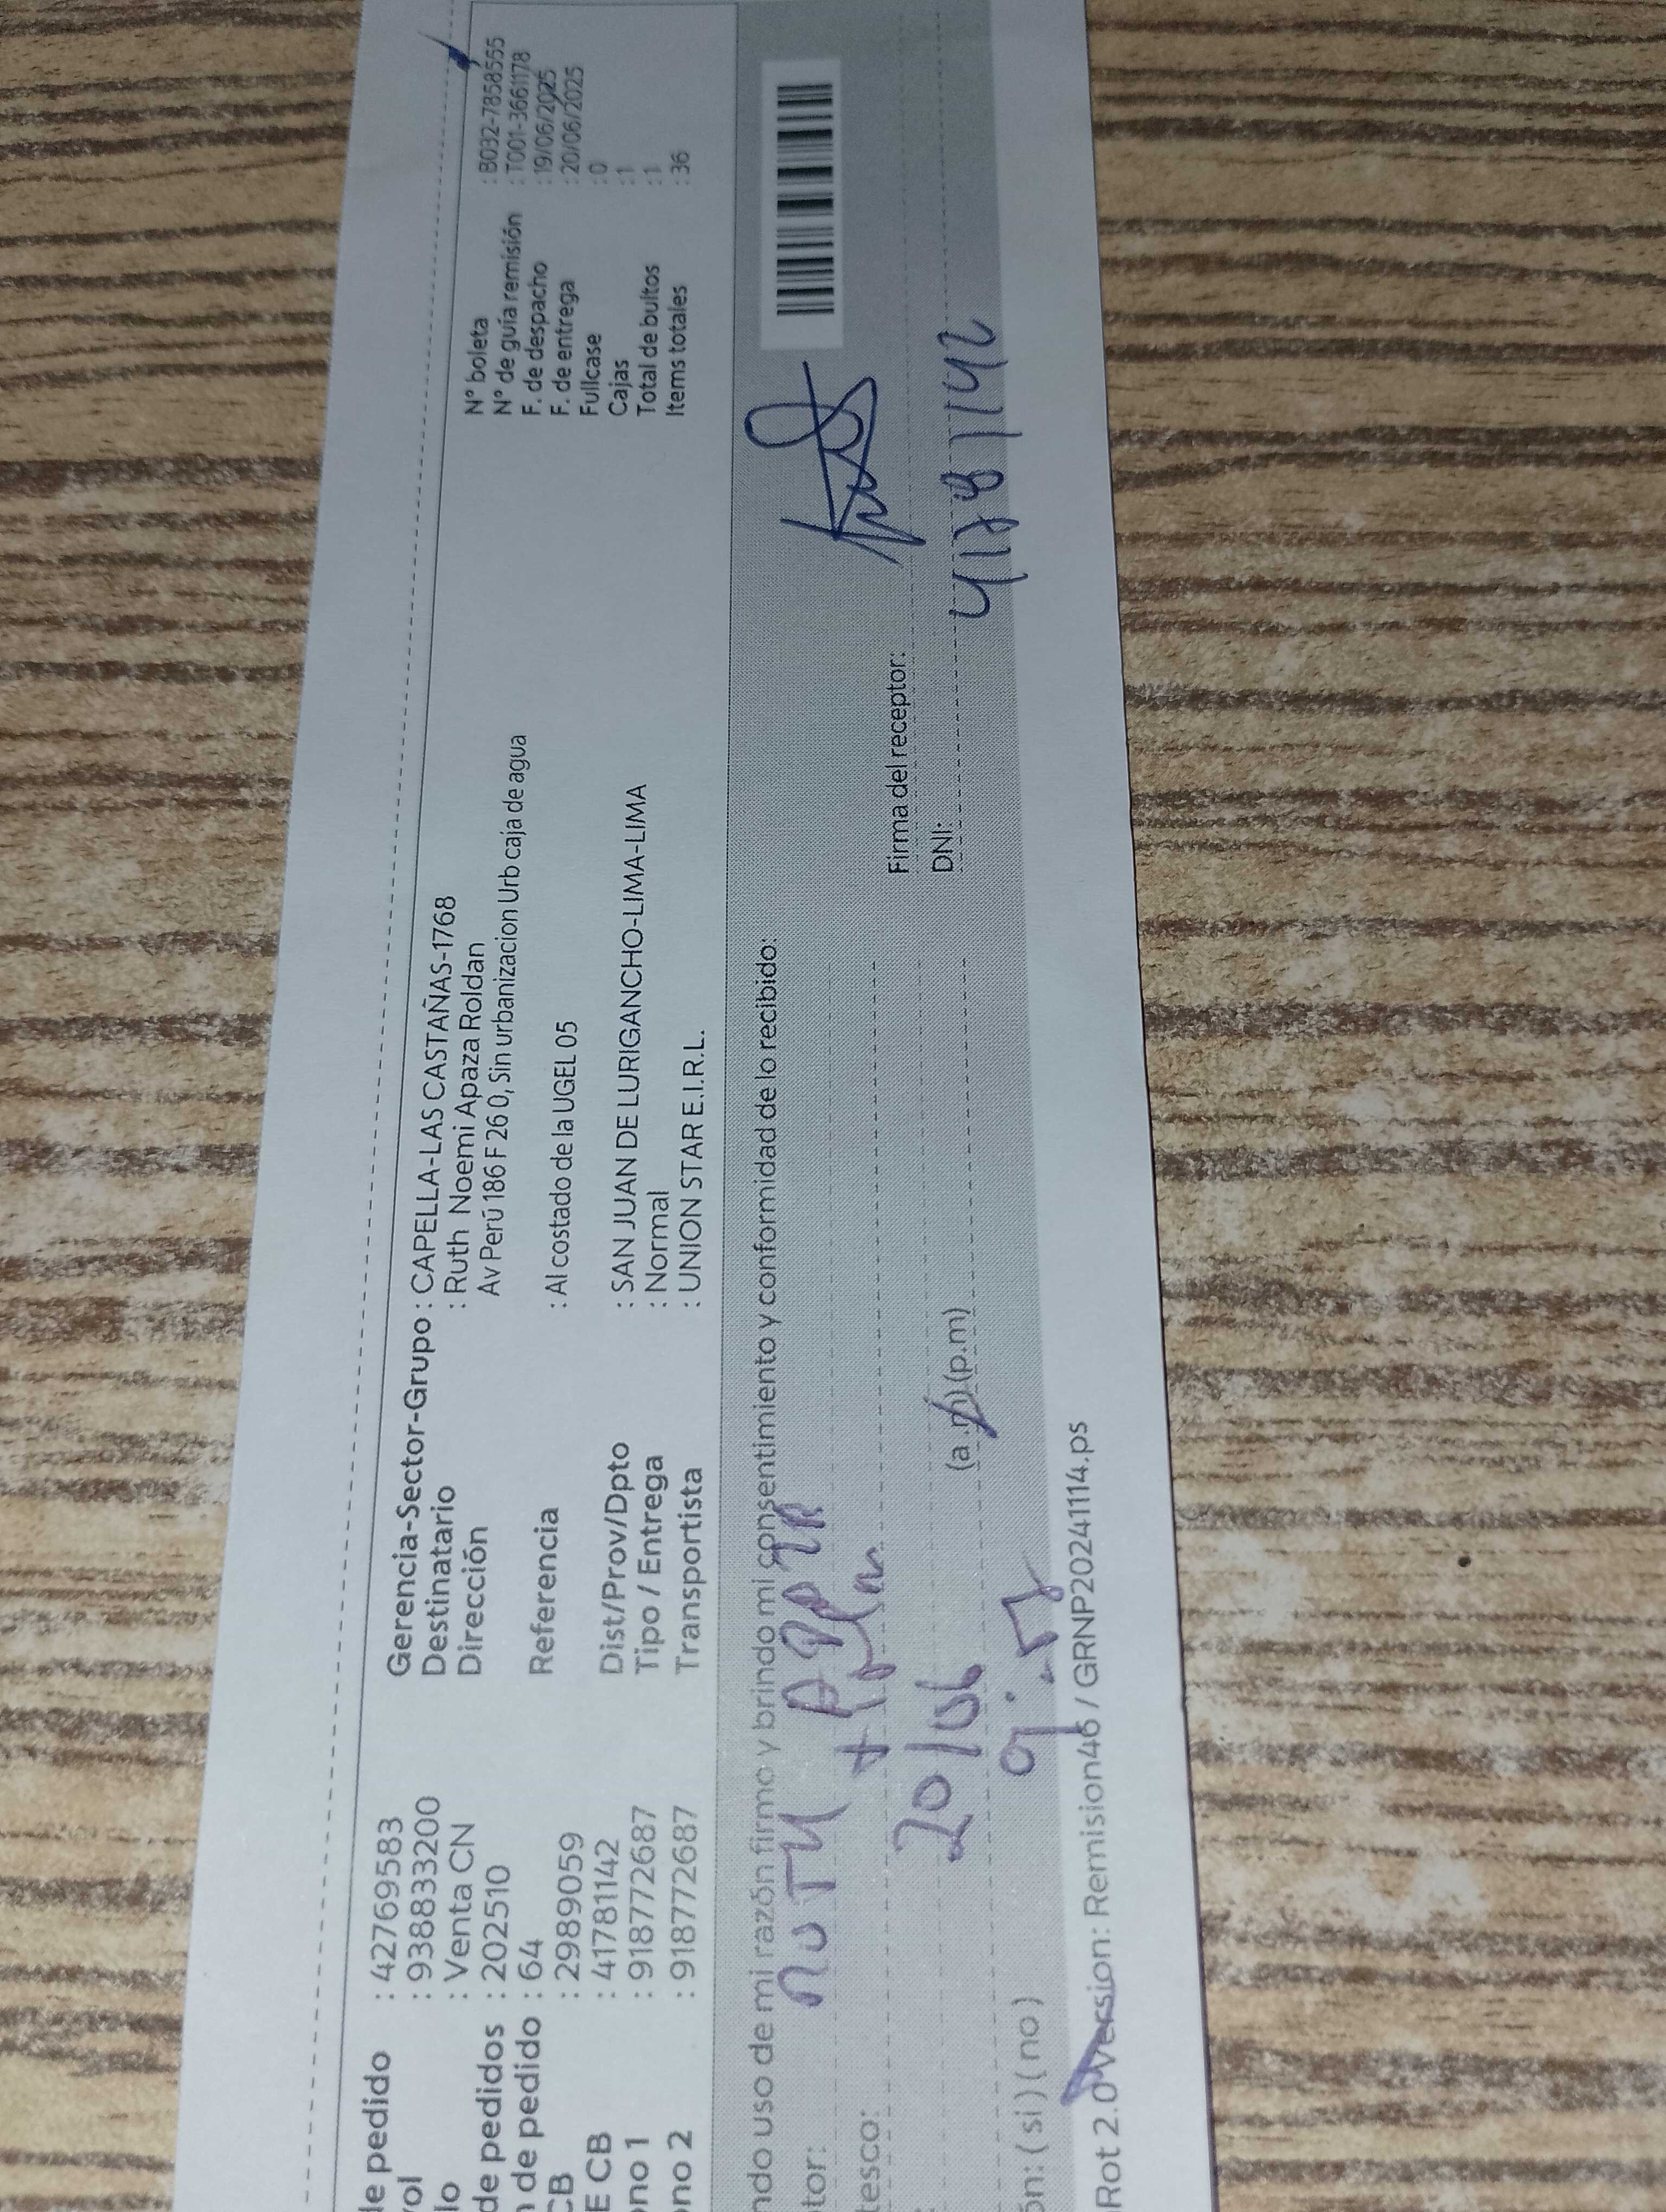 de pedido : 42769583
ol : 938833200
lo : Venta CN
de pedidos : 202510
n de pedido : 64
CB : 29889059
E CB : 41781142
ono 1 : 918772687
ono 2 : 918772687
Gerencia-Sector-Grupo : CAPELLA-LAS CASTAÑAS-1768
Destinatario : Ruth Noemi Apaza Roldan
Dirección Av Perú 186 F 26 0, Sin urbanizacion Urb caja de agua
Referencia : Al costado de la UGEL 05
Dist/Prov/Dpto : SAN JUAN DE LURIGANCHO-LIMA-LIMA
Tipo / Entrega : Normal
Transportista : UNION STAR E.I.R.L.
N° boleta : B032-7858555
N° de guía remisión : T001-3661178
F. de despacho : 19/06/2025
F. de entrega : 20/06/2025
Fullcase : 0
Cajas : 1
Total de bultos : 1
Items totales : 36
ndo uso de mi razón firmo y brindo mi consentimiento y conformidad de lo recibido:
tor:
tesco:
Firma del receptor:
20/06 (a.m) (p.m)
DNI: 41781142
ón: ( si ) ( no )
Rot 2.0 Version: Remision46 / GRNP20241114.ps